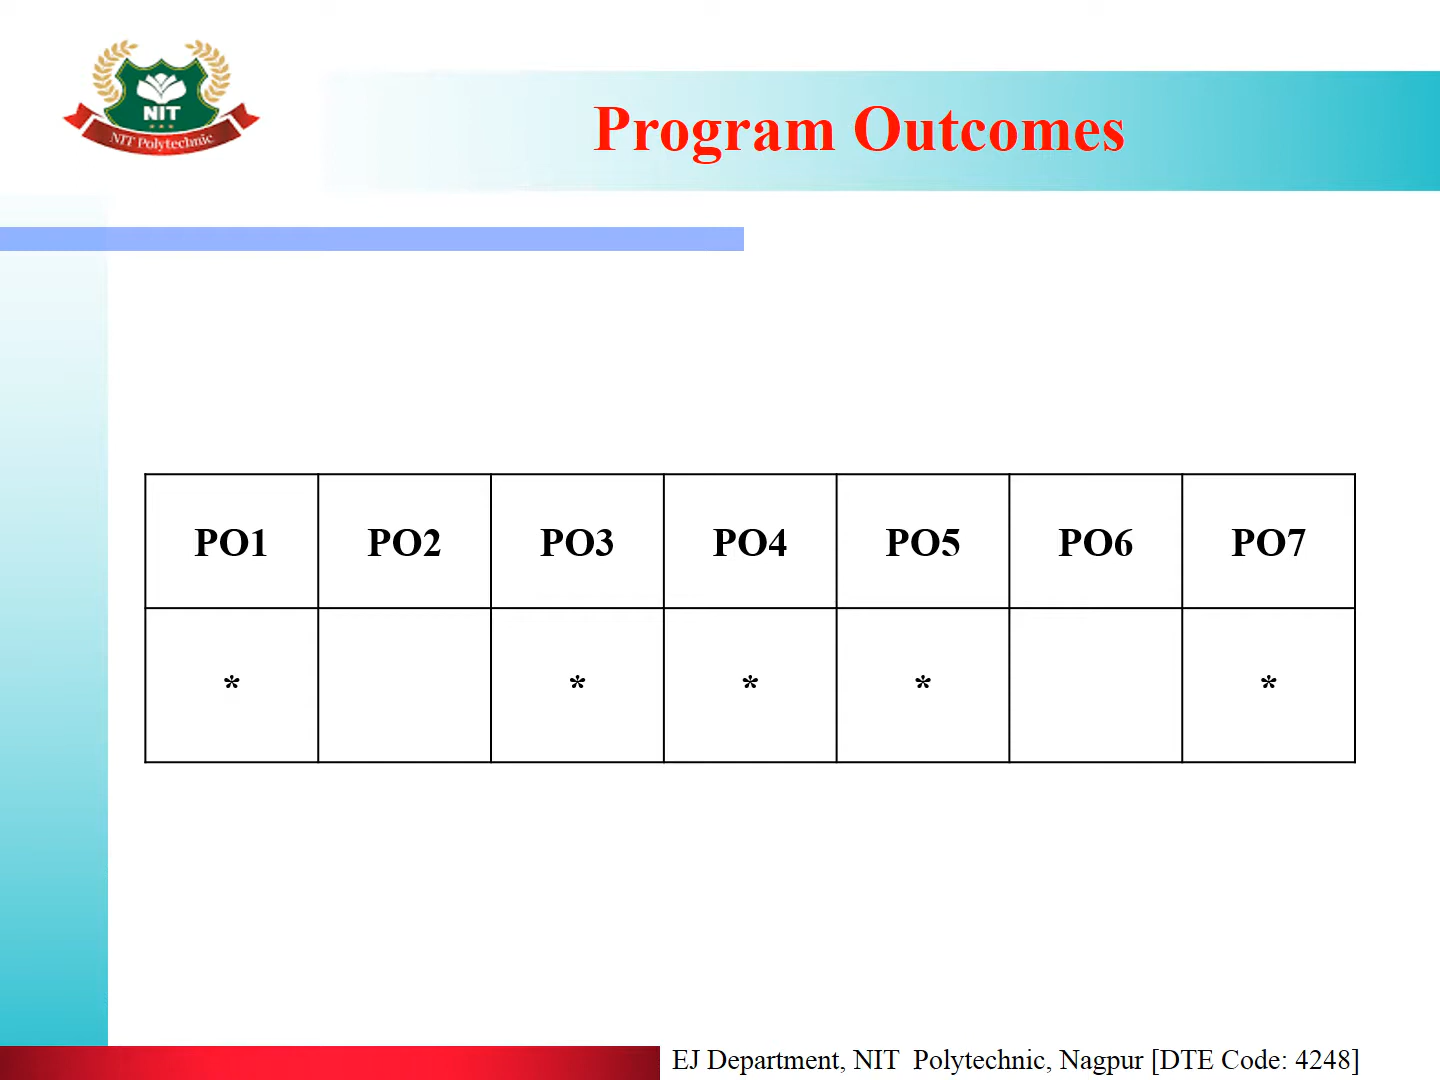 NIT
NIT Polytechnic
Program Outcomes
PO1 PO2 PO3 PO4 PO5 PO6 PO7
* * * * *
EJ Department, NIT  Polytechnic, Nagpur [DTE Code: 4248]